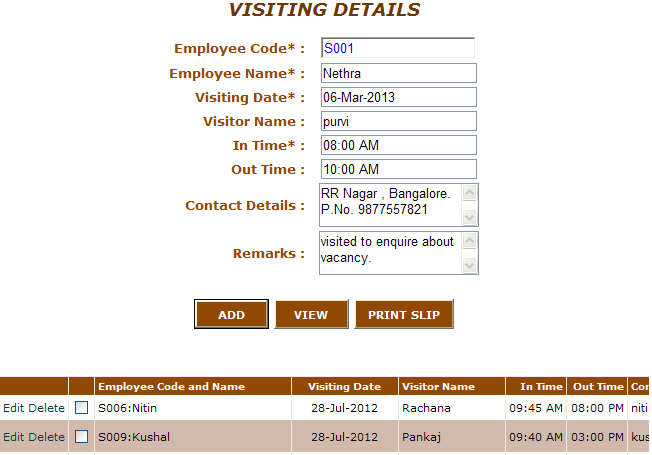 VISITING DETAILS
Employee Code* : S001
Employee Name* : Nethra
Visiting Date* : 06-Mar-2013
Visitor Name : purvi
In Time* : 08:00 AM
Out Time : 10:00 AM
Contact Details : RR Nagar , Bangalore.
P.No. 9877557821
Remarks : visited to enquire about
vacancy.
ADD VIEW PRINT SLIP
Employee Code and Name Visiting Date Visitor Name In Time Out Time Con
Edit Delete S006:Nitin 28-Jul-2012 Rachana 09:45 AM 08:00 PM niti
Edit Delete S009:Kushal 28-Jul-2012 Pankaj 09:40 AM 03:00 PM kus